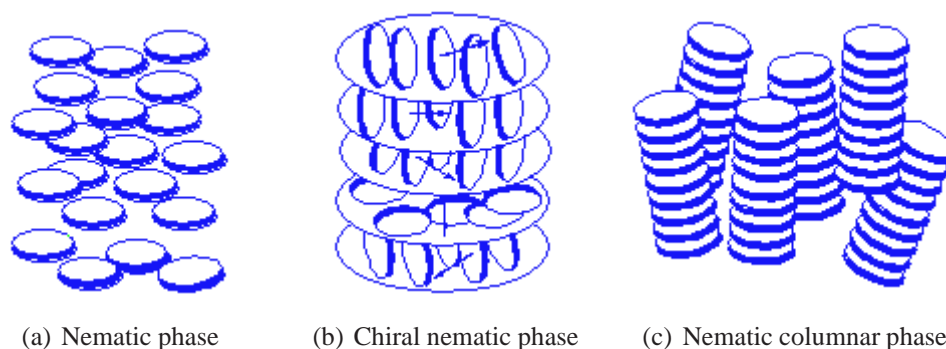 (a) Nematic phase
(b) Chiral nematic phase
(c) Nematic columnar phase